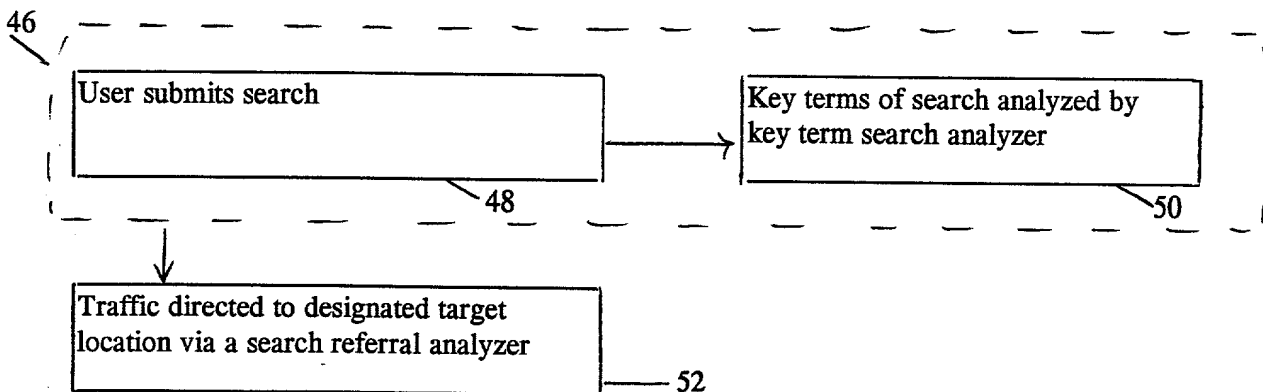 46
User submits search
Key terms of search analyzed by
key term search analyzer
48
50
Traffic directed to designated target
location via a search referral analyzer
52